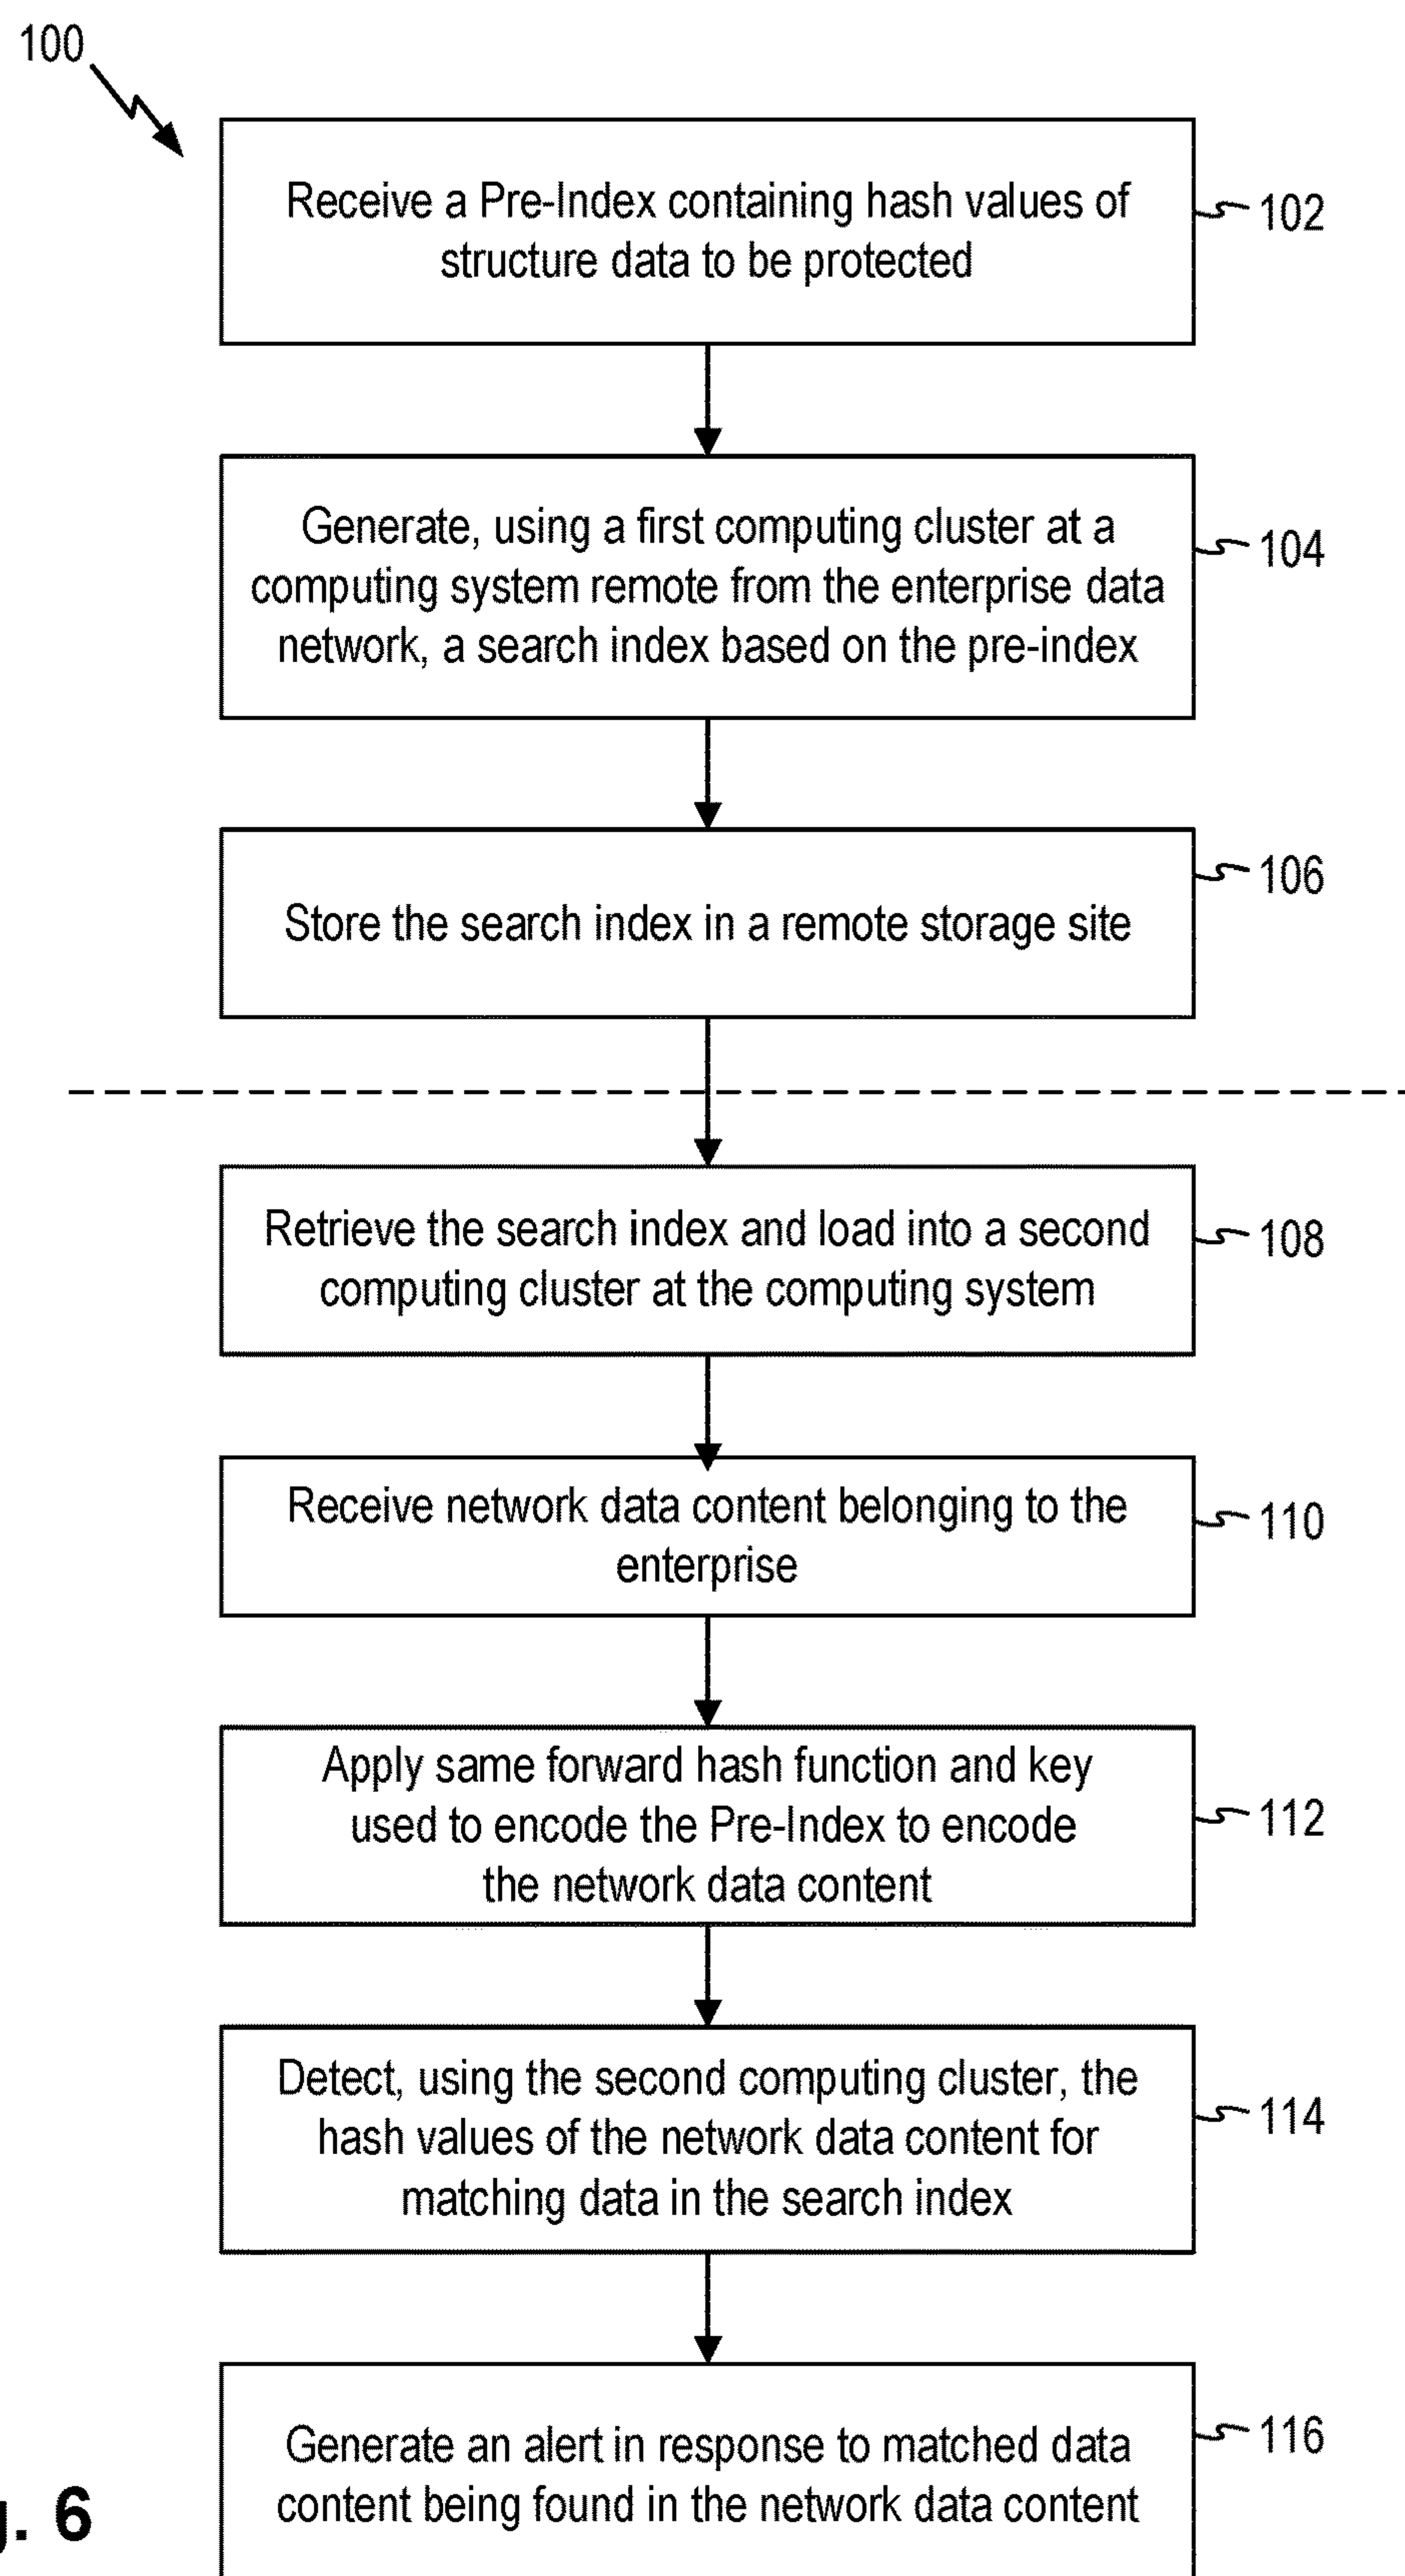 100
Receive a Pre-Index containing hash values of
structure data to be protected
102
Generate, using a first computing cluster at a
computing system remote from the enterprise data
network, a search index based on the pre-index
104
Store the search index in a remote storage site
106
Retrieve the search index and load into a second
computing cluster at the computing system
108
Receive network data content belonging to the
enterprise
110
Apply same forward hash function and key
used to encode the Pre-Index to encode
the network data content
112
Detect, using the second computing cluster, the
hash values of the network data content for
matching data in the search index
114
Generate an alert in response to matched data
content being found in the network data content
116
g. 6